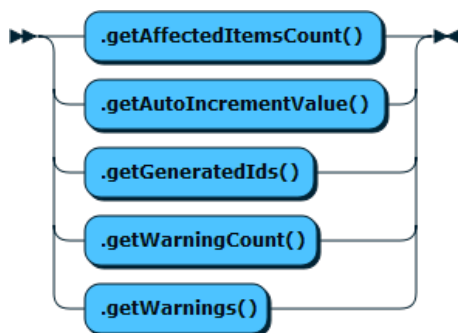 .getAffectedItemsCount()
.getAutoIncrementValue()
.getGeneratedIds()
.getWarningCount()
.getWarnings()